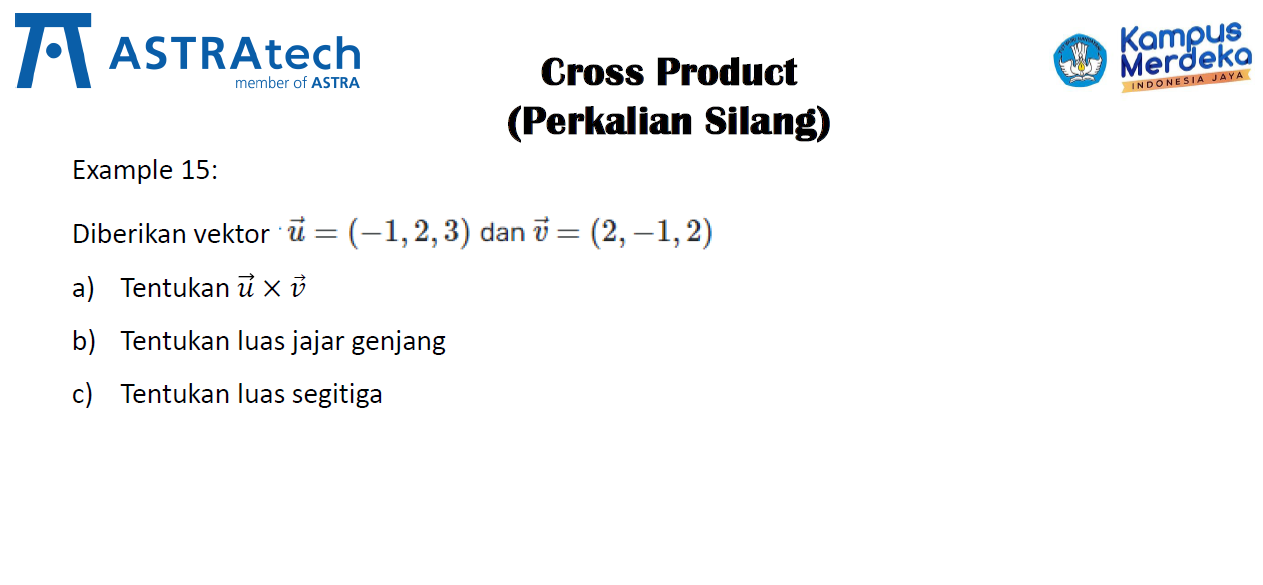 ASTRAtech
member of ASTRA
Kampus
Merdeka
INDONESIA JAYA
Cross Product
(Perkalian Silang)
Example 15:
Diberikan vektor u⃗ = (−1, 2, 3) dan v⃗ = (2, −1, 2)
a) Tentukan u⃗ × v⃗
b) Tentukan luas jajar genjang
c) Tentukan luas segitiga